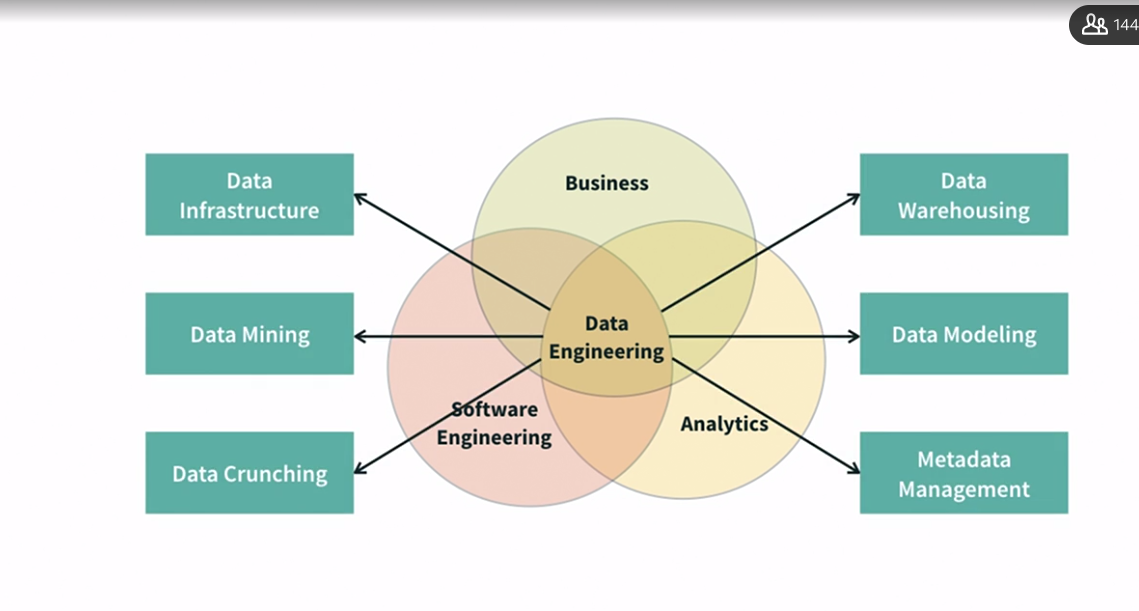 144
Business
Data
Infrastructure
Data
Warehousing
Data Mining
Data
Engineering
Data Modeling
Software
Engineering
Analytics
Data Crunching
Metadata
Management